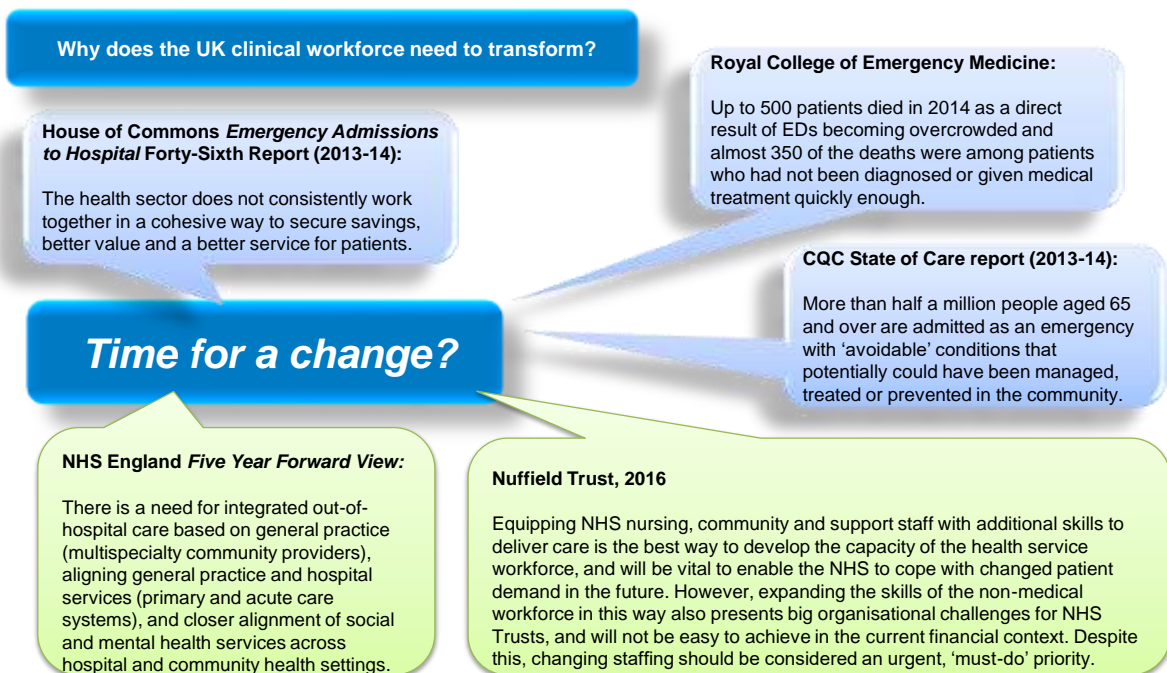 Why does the UK clinical workforce need to transform?
House of Commons Emergency Admissions
to Hospital Forty-Sixth Report (2013-14):
The health sector does not consistently work
together in a cohesive way to secure savings,
better value and a better service for patients.
Royal College of Emergency Medicine:
Up to 500 patients died in 2014 as a direct
result of EDs becoming overcrowded and
almost 350 of the deaths were among patients
who had not been diagnosed or given medical
treatment quickly enough.
CQC State of Care report (2013-14):
More than half a million people aged 65
and over are admitted as an emergency
with ‘avoidable’ conditions that
potentially could have been managed,
treated or prevented in the community.
Time for a change?
NHS England Five Year Forward View:
There is a need for integrated out-of-
hospital care based on general practice
(multispecialty community providers),
aligning general practice and hospital
services (primary and acute care
systems), and closer alignment of social
and mental health services across
hospital and community health settings.
Nuffield Trust, 2016
Equipping NHS nursing, community and support staff with additional skills to
deliver care is the best way to develop the capacity of the health service
workforce, and will be vital to enable the NHS to cope with changed patient
demand in the future. However, expanding the skills of the non-medical
workforce in this way also presents big organisational challenges for NHS
Trusts, and will not be easy to achieve in the current financial context. Despite
this, changing staffing should be considered an urgent, ‘must-do’ priority.